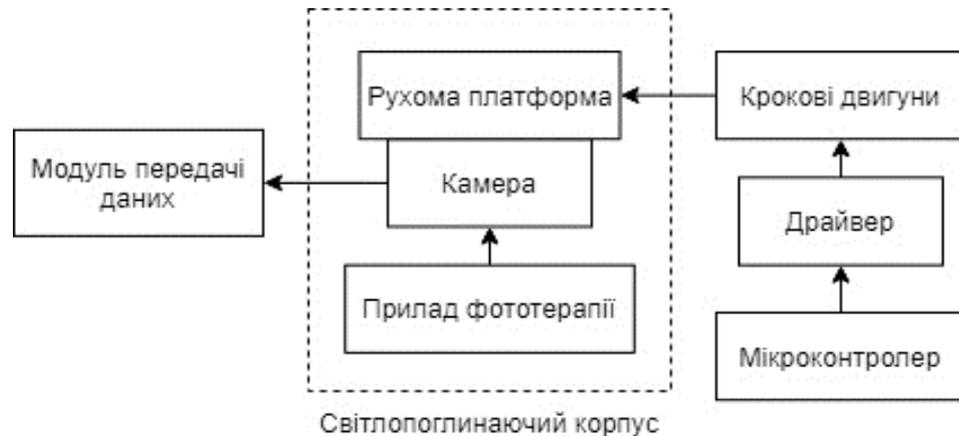 Рухома платформа
Крокові двигуни
Модуль передачі
даних
Камера
Драйвер
Прилад фототерапії
Мікроконтролер
Світлопоглинаючий корпус